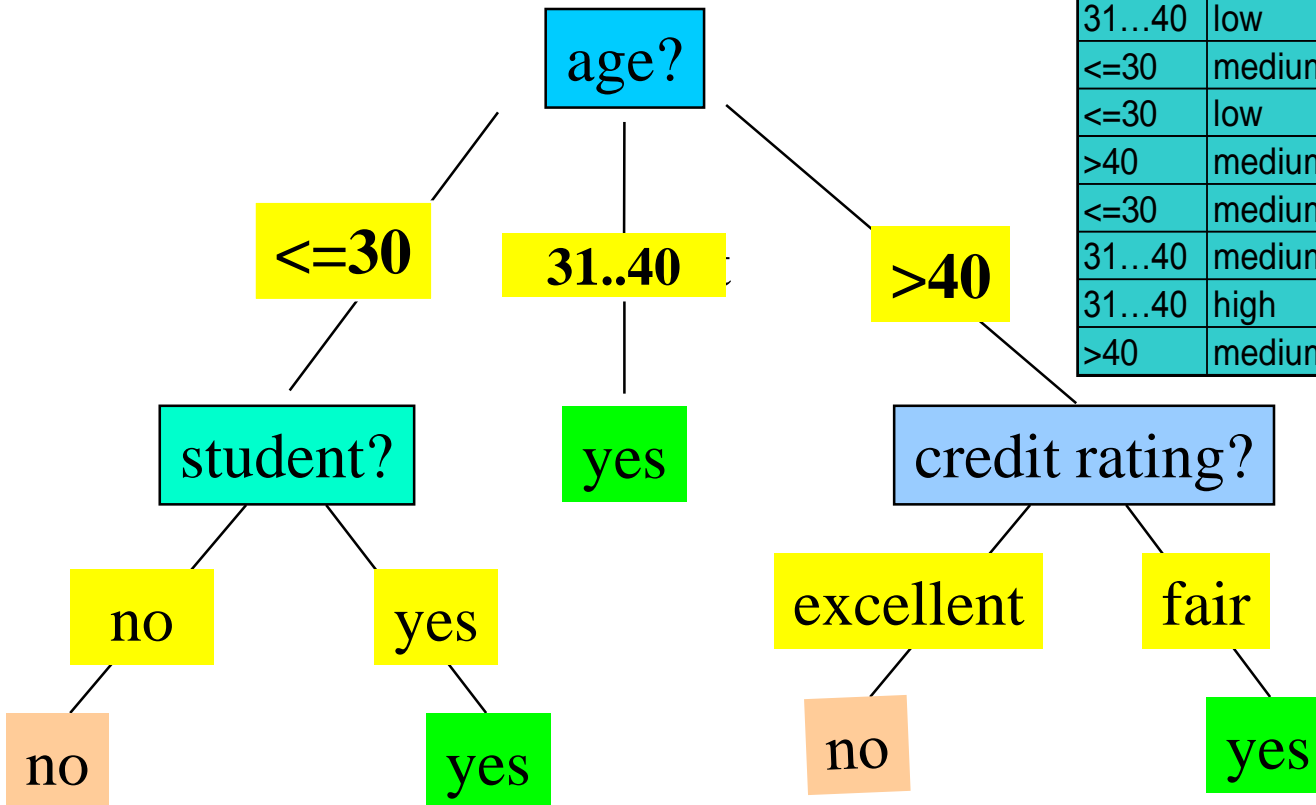 age?
31…40 low
<=30
<=30 low
>40
<=30
31…40
31…40 high
>40
<=30
31..40
>40
student?
yes
credit rating?
no
yes
excellent
fair
no
yes
no
yes